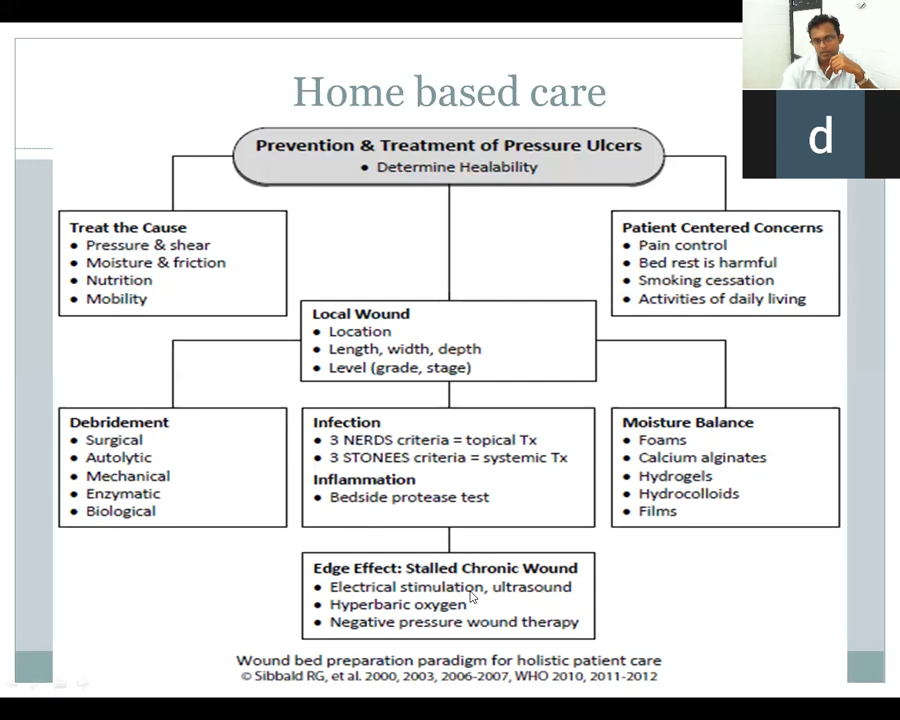 Home based care
d
Prevention & Treatment of Pressure Ulcers
• Determine Healability
Treat the Cause
• Pressure & shear
• Moisture & friction
• Nutrition
• Mobility
Patient Centered Concerns
• Pain control
• Bed rest is harmful
• Smoking cessation
• Activities of daily living
Local Wound
• Location
• Length, width, depth
• Level (grade, stage)
Debridement
• Surgical
• Autolytic
• Mechanical
• Enzymatic
• Biological
Infection
• 3 NERDS criteria = topical Tx
• 3 STONEES criteria = systemic Tx
Inflammation
• Bedside protease test
Moisture Balance
• Foams
• Calcium alginates
• Hydrogels
• Hydrocolloids
• Films
Edge Effect: Stalled Chronic Wound
• Electrical stimulation, ultrasound
• Hyperbaric oxygen
• Negative pressure wound therapy
Wound bed preparation paradigm for holistic patient care
© Sibbald RG, et al. 2000, 2003, 2006-2007, WHO 2010, 2011-2012